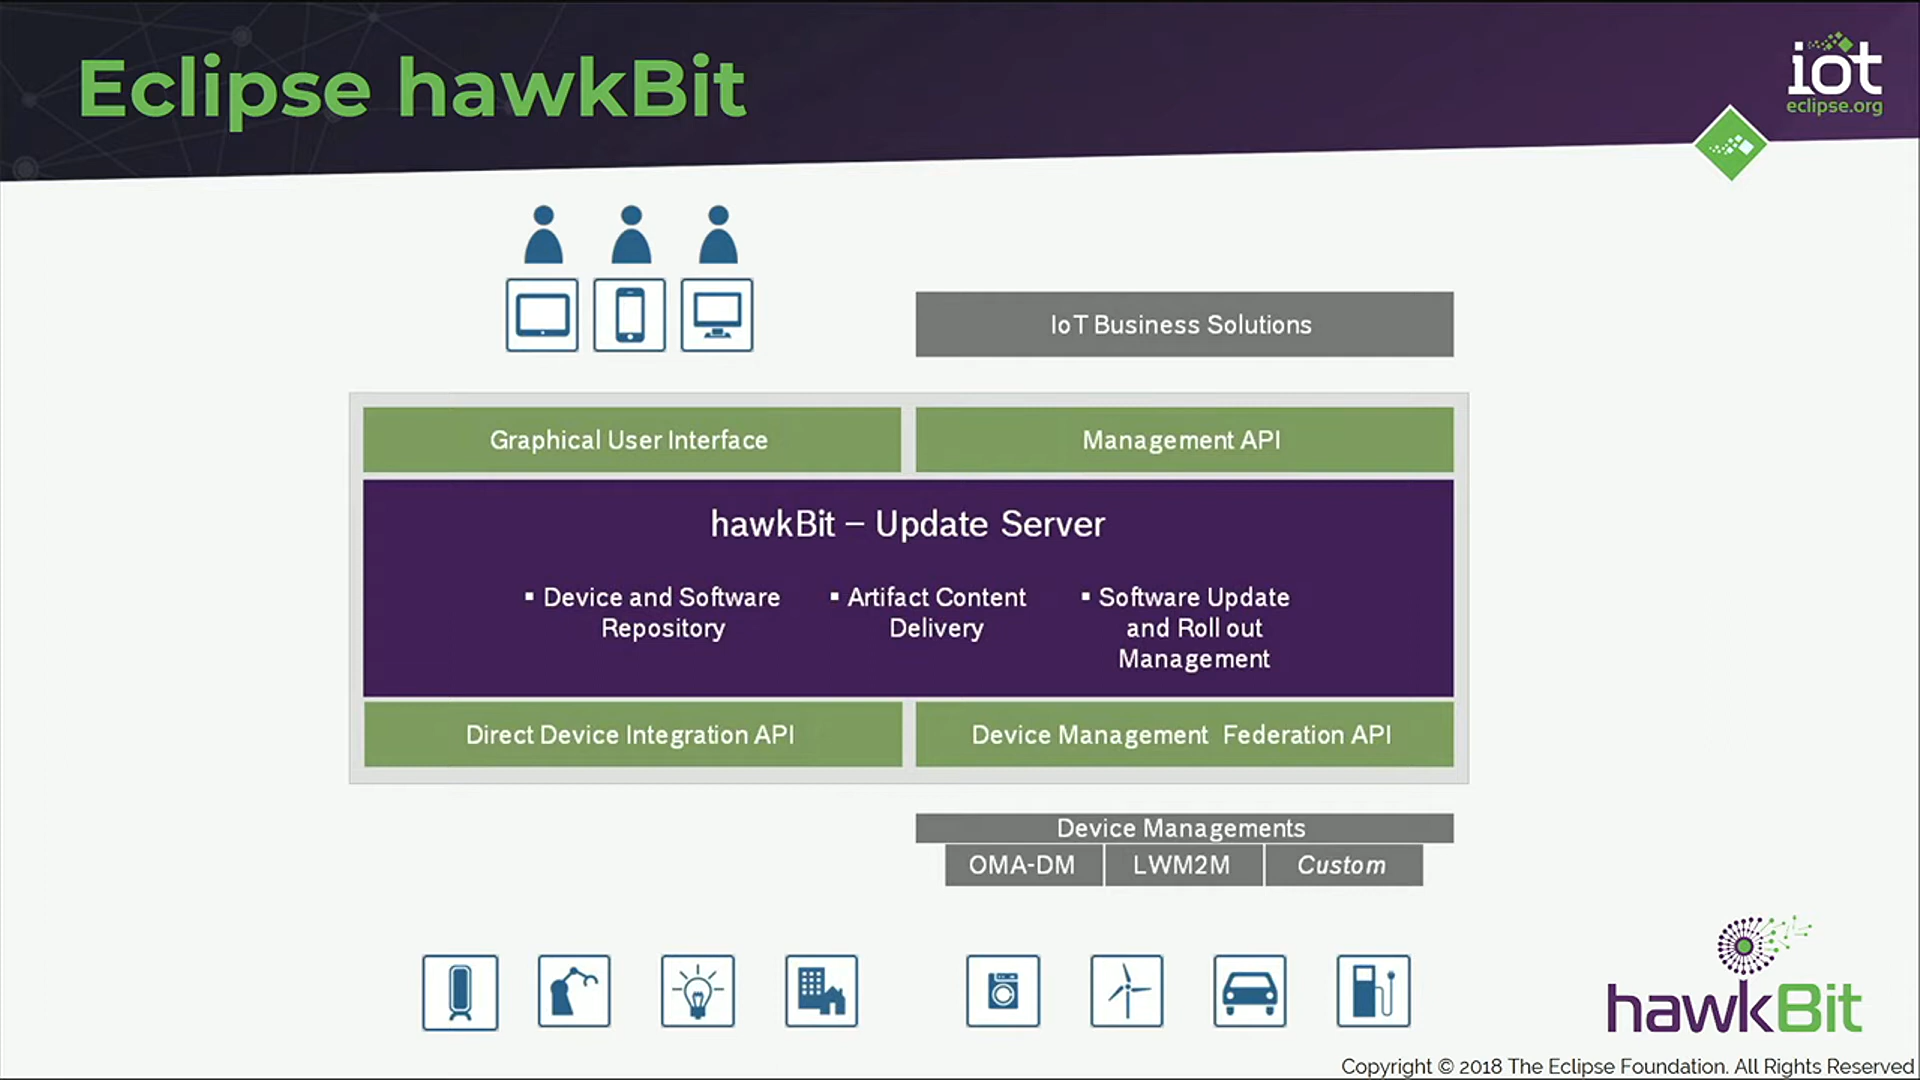 Eclipse hawkBit
iot
eclipse.org
IoT Business Solutions
Graphical User Interface
Management API
hawkBit – Update Server
▪ Device and Software
Repository
▪ Artifact Content
Delivery
▪ Software Update
and Roll out
Management
Direct Device Integration API
Device Management Federation API
Device Managements
OMA-DM
LWM2M
Custom
hawkBit
Copyright © 2018 The Eclipse Foundation. All Rights Reserved